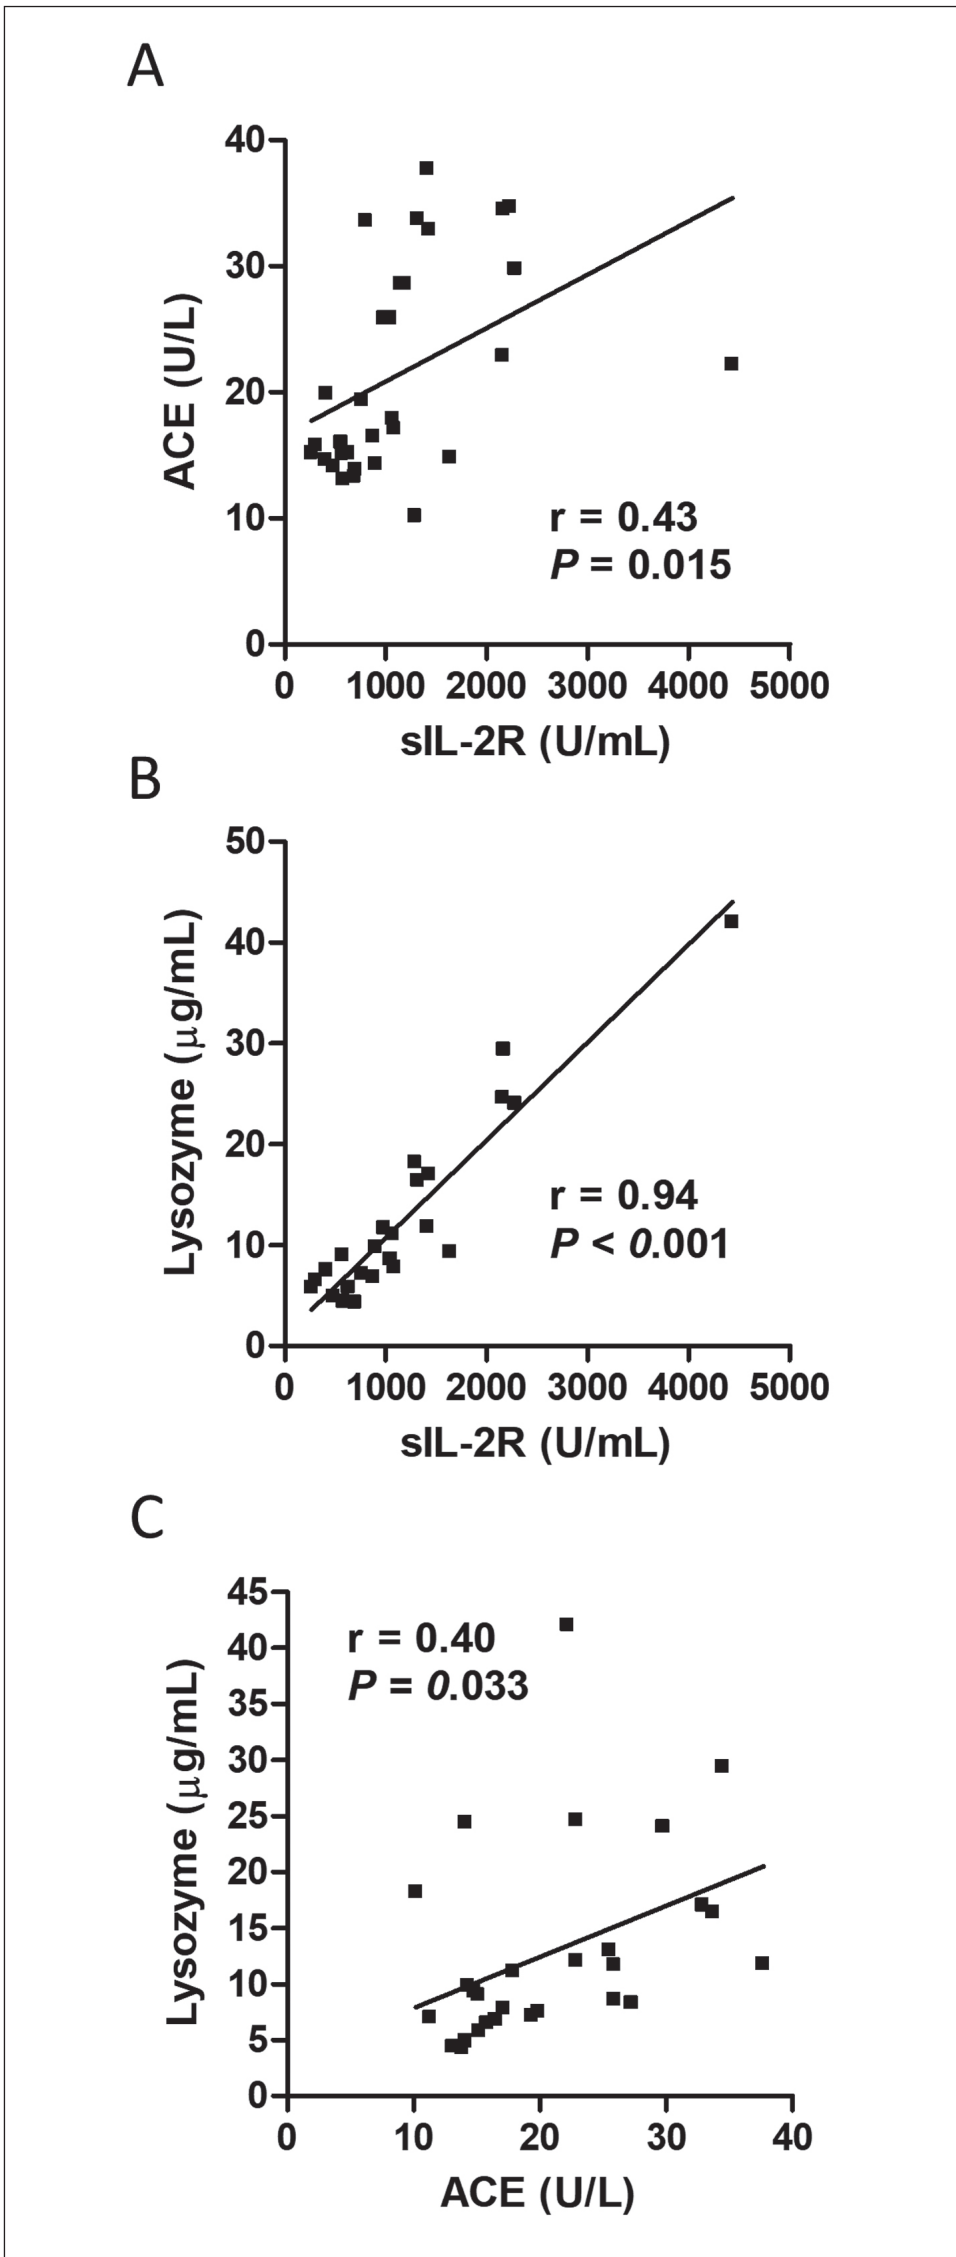 A
40
30
20
10
0
ACE (U/L)
r = 0.43
P = 0.015
0 1000 2000 3000 4000 5000
sIL-2R (U/mL)
B
50
40
30
20
10
0
Lysozyme (μg/mL)
r = 0.94
P < 0.001
0 1000 2000 3000 4000 5000
sIL-2R (U/mL)
C
45
40
35
30
25
20
15
10
5
0
Lysozyme (μg/mL)
r = 0.40
P = 0.033
0 10 20 30 40
ACE (U/L)